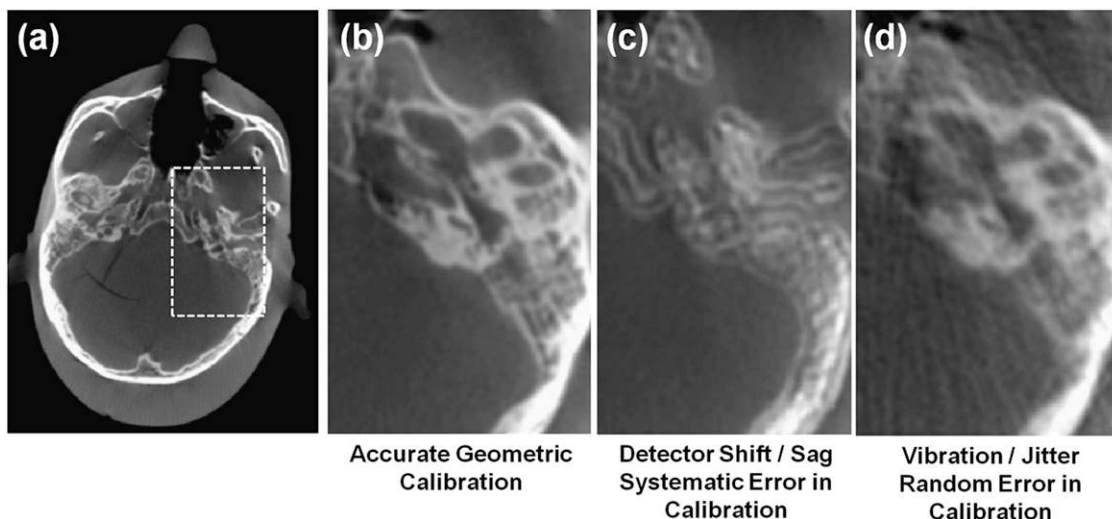 (a)
(b)
(c)
(d)
Accurate Geometric
Calibration
Detector Shift / Sag
Systematic Error in
Calibration
Vibration / Jitter
Random Error in
Calibration